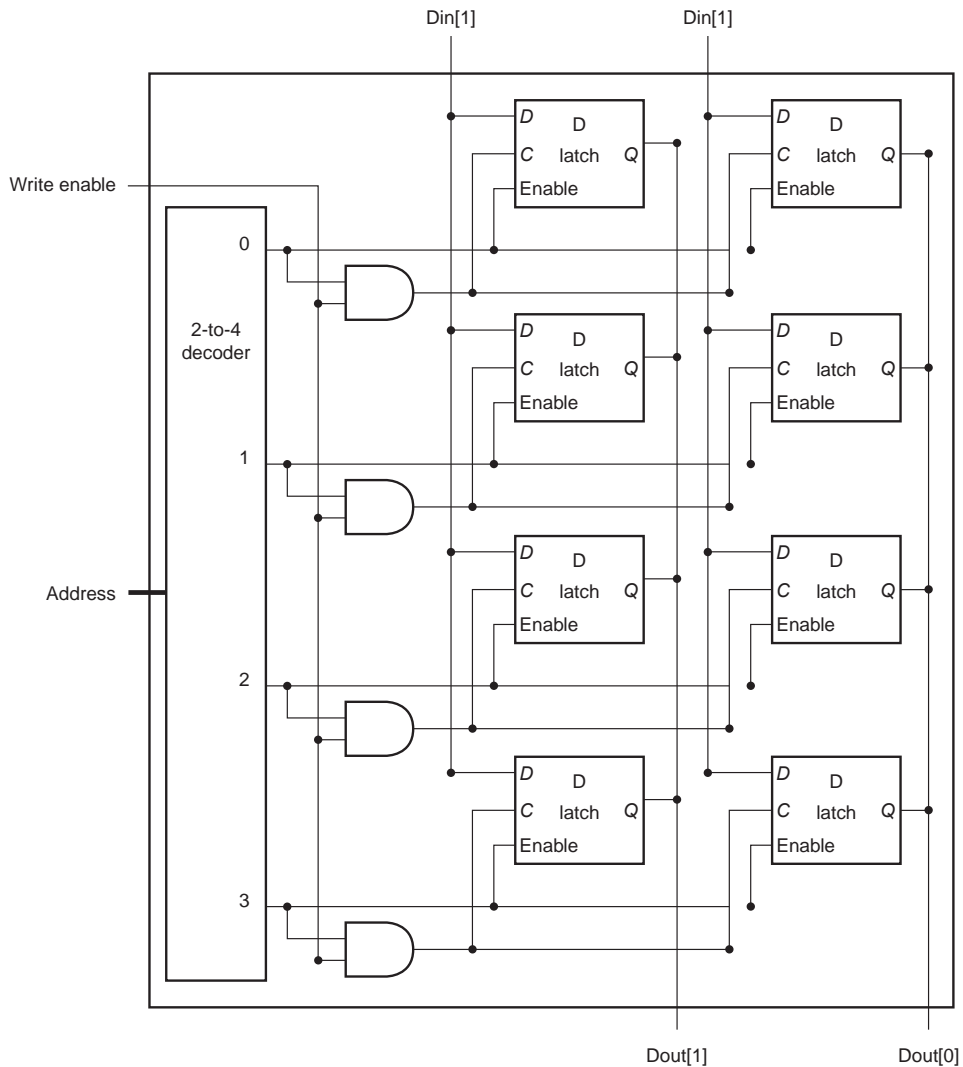 Din[1] Din[1]
D D latch C Q Enable
D D latch C Q Enable
Write enable
0
2-to-4
decoder
D D latch C Q Enable
D D latch C Q Enable
1
D D latch C Q Enable
D D latch C Q Enable
Address
2
D D latch C Q Enable
D D latch C Q Enable
3
Dout[1] Dout[0]